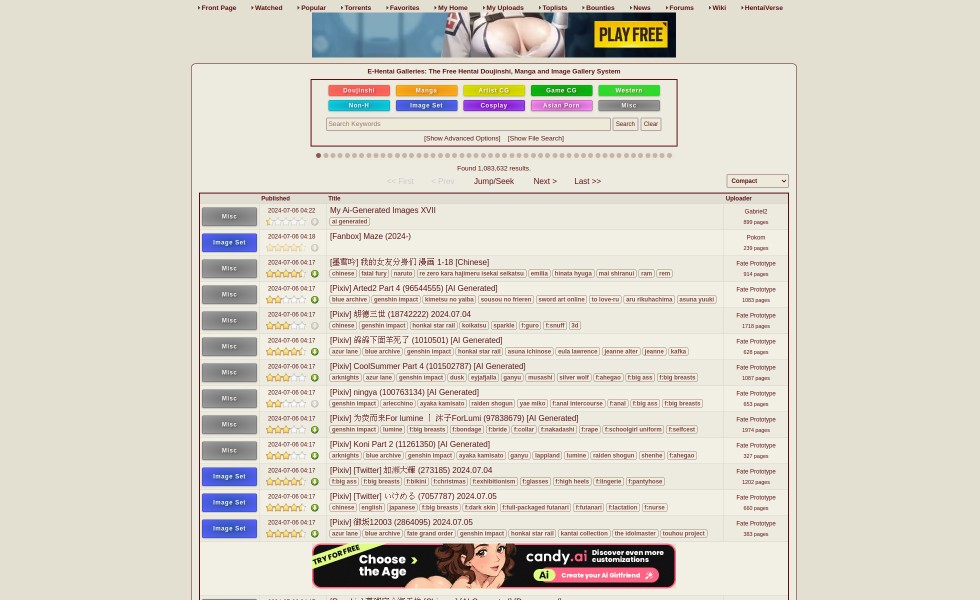 Front Page Watched Popular Torrents Favorites My Home My Uploads Toplists Bounties News Forums Wiki HentaiVerse
PLAY FREE
E-Hentai Galleries: The Free Hentai Doujinshi, Manga and Image Gallery System
Doujinshi Manga Artist CG Game CG Western
Non-H Image Set Cosplay Asian Porn Misc
Search Keywords Search Clear
[Show Advanced Options] [Show File Search]
Found 1,083,632 results.
<< First < Prev Jump/Seek Next > Last >> Compact
Published Title Uploader
Misc 2024-07-06 04:22 My Ai-Generated Images XVII Gabriel2
ai generated 899 pages
Image Set 2024-07-06 04:18 [Fanbox] Maze (2024-) Pokom
239 pages
Misc 2024-07-06 04:17 我的女友分身们 漫画 1-18 [Chinese] Fate Prototype
chinese fatal fury naruto re zero kara hajimeru isekai seikatsu emilia hinata hyuga mai shiranui ram rem 914 pages
Misc 2024-07-06 04:17 [Pixiv] Arted2 Part 4 (96544555) [AI Generated] Fate Prototype
blue archive genshin impact kimetsu no yaiba sousou no frieren sword art online to love-ru aru rikuhachima asuna yuuki 1083 pages
Misc 2024-07-06 04:17 [Pixiv] 胡德三世 (18742222) 2024.07.04 Fate Prototype
chinese genshin impact honkai star rail koikatsu sparkle f:guro f:snuff 3d 1718 pages
Misc 2024-07-06 04:17 [Pixiv] 下面羊死了 (1010501) [AI Generated] Fate Prototype
azur lane blue archive genshin impact honkai star rail asuna ichinose eula lawrence jeanne alter jeanne kafka 628 pages
Misc 2024-07-06 04:17 [Pixiv] CoolSummer Part 4 (101502787) [AI Generated] Fate Prototype
arknights azur lane genshin impact dusk eyjafjalla ganyu musashi silver wolf f:ahegao f:big ass f:big breasts 1087 pages
Misc 2024-07-06 04:17 [Pixiv] ningya (100763134) [AI Generated] Fate Prototype
genshin impact arlecchino ayaka kamisato raiden shogun yae miko f:anal intercourse f:anal f:big ass f:big breasts 653 pages
Misc 2024-07-06 04:17 [Pixiv] 为荧而来For lumine ｜ 沫子ForLumi (97838679) [AI Generated] Fate Prototype
genshin impact lumine f:big breasts f:bondage f:bride f:collar f:nakadashi f:rape f:schoolgirl uniform f:selfcest 1974 pages
Misc 2024-07-06 04:17 [Pixiv] Koni Part 2 (11261350) [AI Generated] Fate Prototype
arknights blue archive genshin impact ayaka kamisato ganyu lappland lumine raiden shogun shenhe f:ahegao 327 pages
Image Set 2024-07-06 04:17 [Pixiv] [Twitter] 加瀬大輝 (273185) 2024.07.04 Fate Prototype
f:big ass f:big breasts f:bikini f:christmas f:exhibitionism f:glasses f:high heels f:lingerie f:pantyhose 1202 pages
Image Set 2024-07-06 04:17 [Pixiv] [Twitter] いけめる (7057787) 2024.07.05 Fate Prototype
chinese english japanese f:big breasts f:dark skin f:full-packaged futanari f:futanari f:lactation f:nurse 660 pages
Image Set 2024-07-06 04:17 [Pixiv] 御坂12003 (2864095) 2024.07.05 Fate Prototype
azur lane blue archive fate grand order genshin impact honkai star rail kantai collection the idolmaster touhou project 383 pages
TRY FOR FREE Choose the Age candy.ai Discover even more customizations
Ai Create your AI Girlfriend